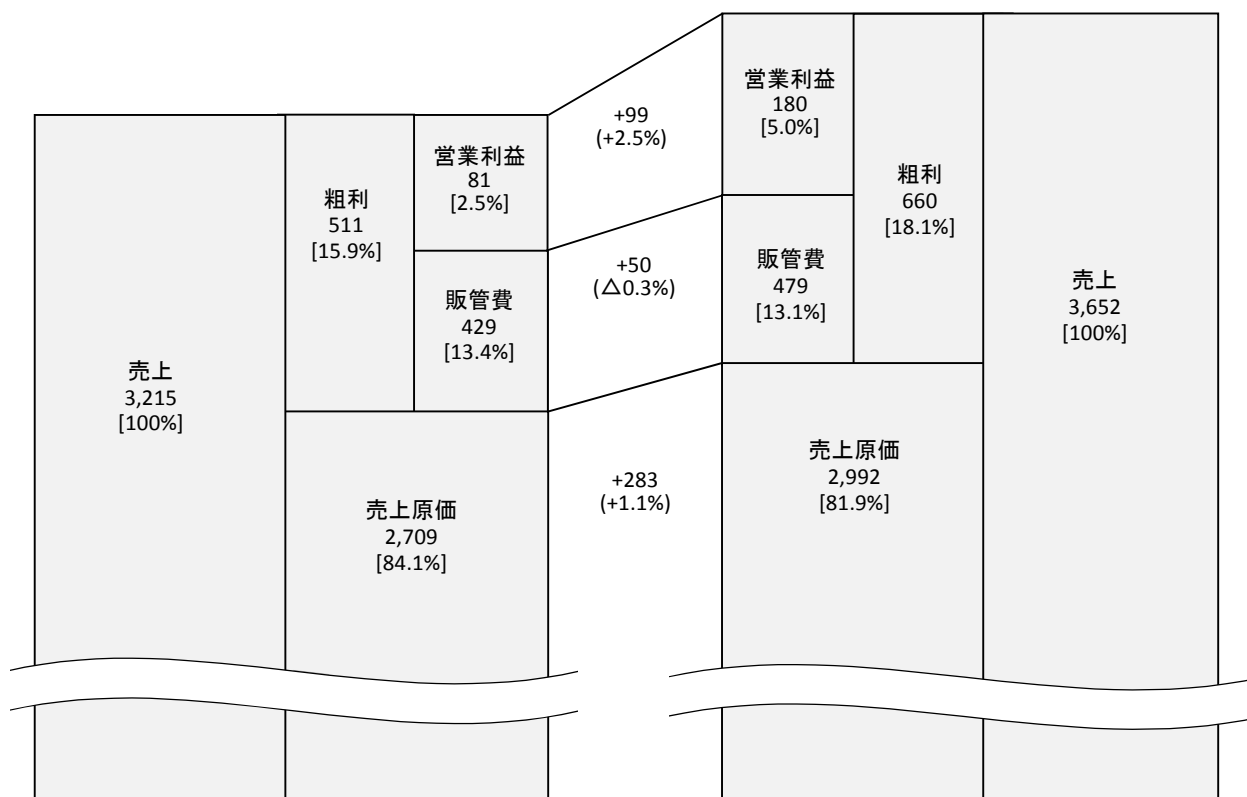 売上
3,215
[100%]
粗利
511
[15.9%]
営業利益
81
[2.5%]
販管費
429
[13.4%]
売上原価
2,709
[84.1%]
+99
(+2.5%)
+50
(△0.3%)
+283
(+1.1%)
営業利益
180
[5.0%]
販管費
479
[13.1%]
粗利
660
[18.1%]
売上原価
2,992
[81.9%]
売上
3,652
[100%]